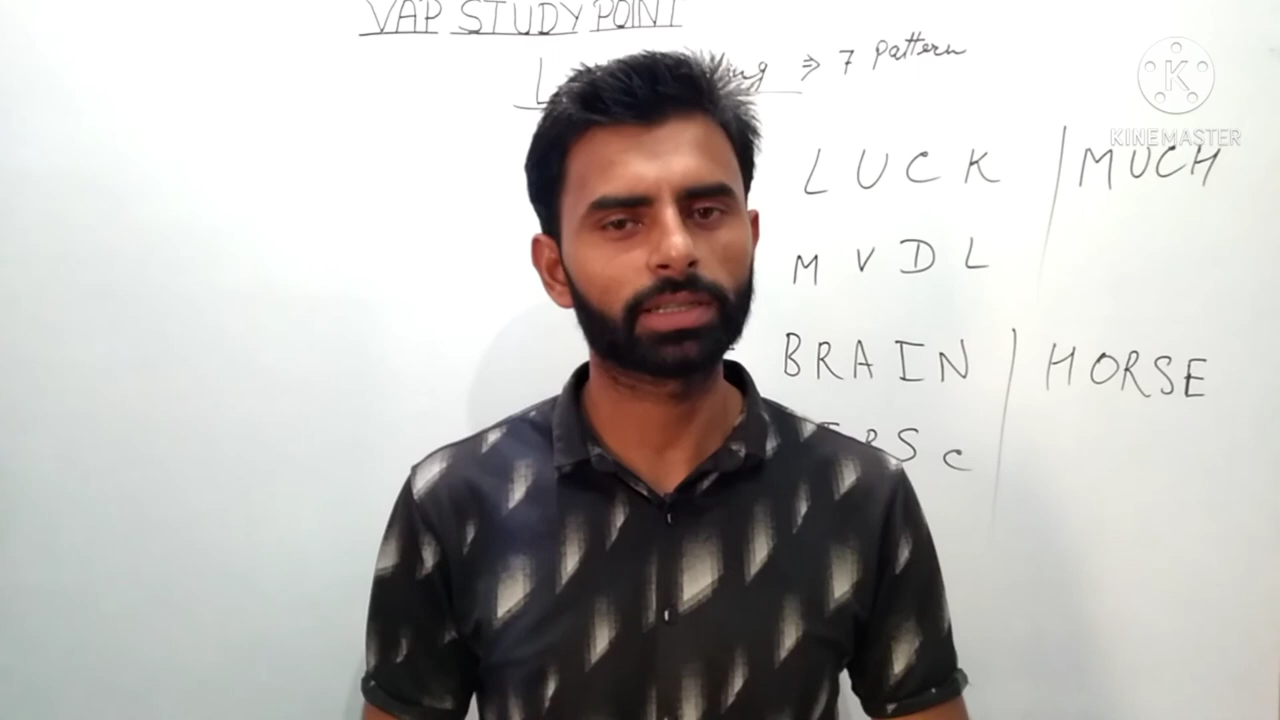 VAP STUDY POINT
⇒ 7 Pattern
K
KINEMASTER
LUCK / MUCH
MVDL
BRAIN / HORSE